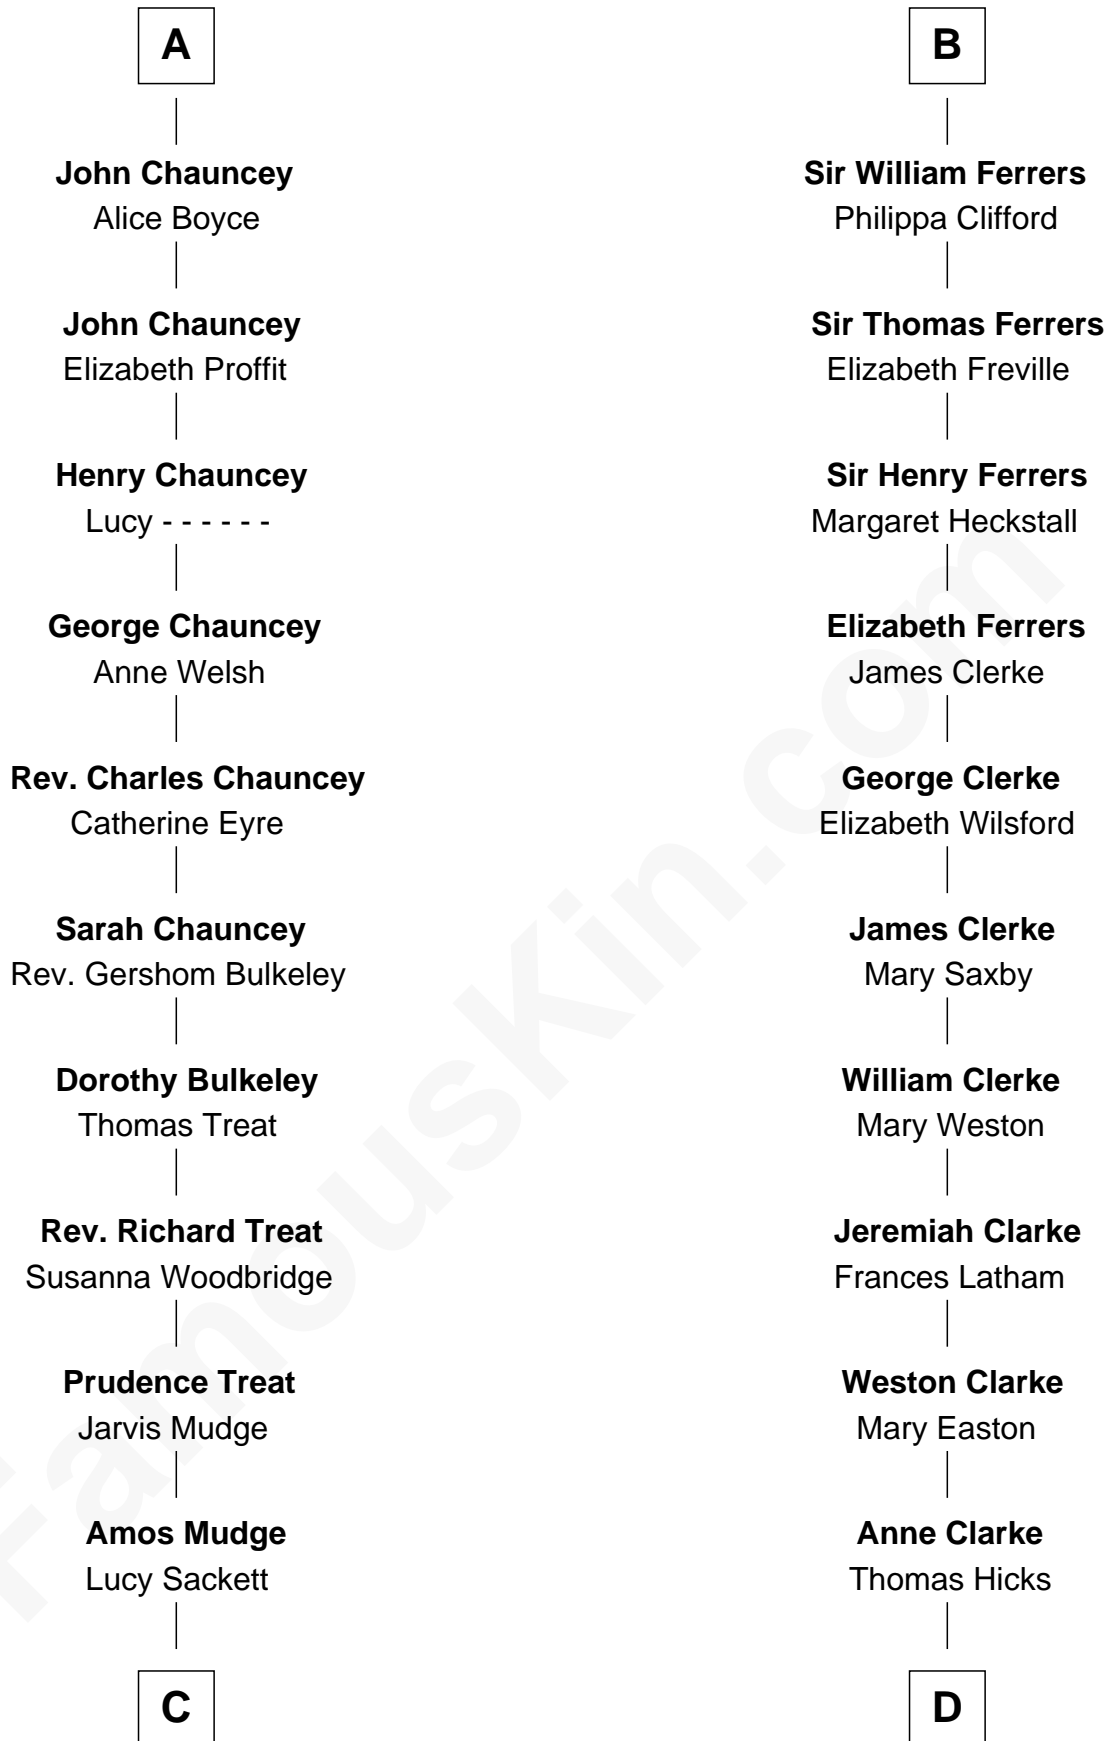 A
John Chauncey
Alice Boyce
John Chauncey
Elizabeth Proffit
Henry Chauncey
Lucy - - - - - -
George Chauncey
Anne Welsh
Rev. Charles Chauncey
Catherine Eyre
Sarah Chauncey
Rev. Gershom Bulkeley
Dorothy Bulkeley
Thomas Treat
Rev. Richard Treat
Susanna Woodbridge
Prudence Treat
Jarvis Mudge
Amos Mudge
Lucy Sackett
C
B
Sir William Ferrers
Philippa Clifford
Sir Thomas Ferrers
Elizabeth Freville
Sir Henry Ferrers
Margaret Heckstall
Elizabeth Ferrers
James Clerke
George Clerke
Elizabeth Wilsford
James Clerke
Mary Saxby
William Clerke
Mary Weston
Jeremiah Clarke
Frances Latham
Weston Clarke
Mary Easton
Anne Clarke
Thomas Hicks
D
FamousKin.com